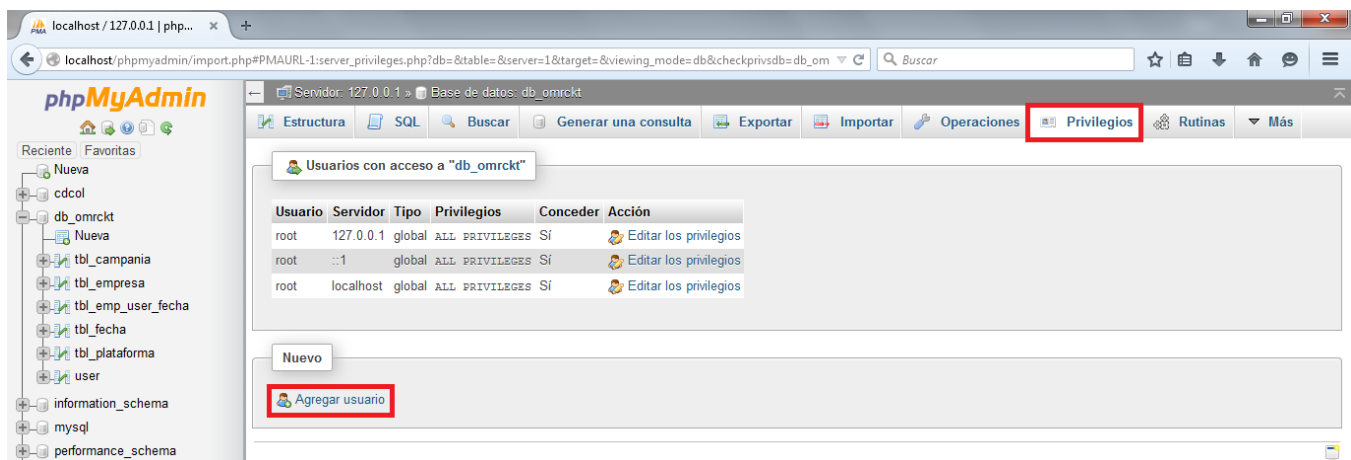 localhost / 127.0.0.1 | php...
localhost/phpmyadmin/import.php#PMAURL-1:server_privileges.php?db=&table=&server=1&target=&viewing_mode=db&checkprivsdb=db_om
Buscar
phpMyAdmin
Reciente Favoritas
Nueva
cdcol
db_omrckt
Nueva
tbl_campania
tbl_empresa
tbl_emp_user_fecha
tbl_fecha
tbl_plataforma
user
information_schema
mysql
performance_schema
Servidor: 127.0.0.1 » Base de datos: db_omrckt
Estructura SQL Buscar Generar una consulta Exportar Importar Operaciones Privilegios Rutinas Más
Usuarios con acceso a "db_omrckt"
Usuario Servidor Tipo Privilegios Conceder Acción
root 127.0.0.1 global ALL PRIVILEGES Sí Editar los privilegios
root ::1 global ALL PRIVILEGES Sí Editar los privilegios
root localhost global ALL PRIVILEGES Sí Editar los privilegios
Nuevo
Agregar usuario